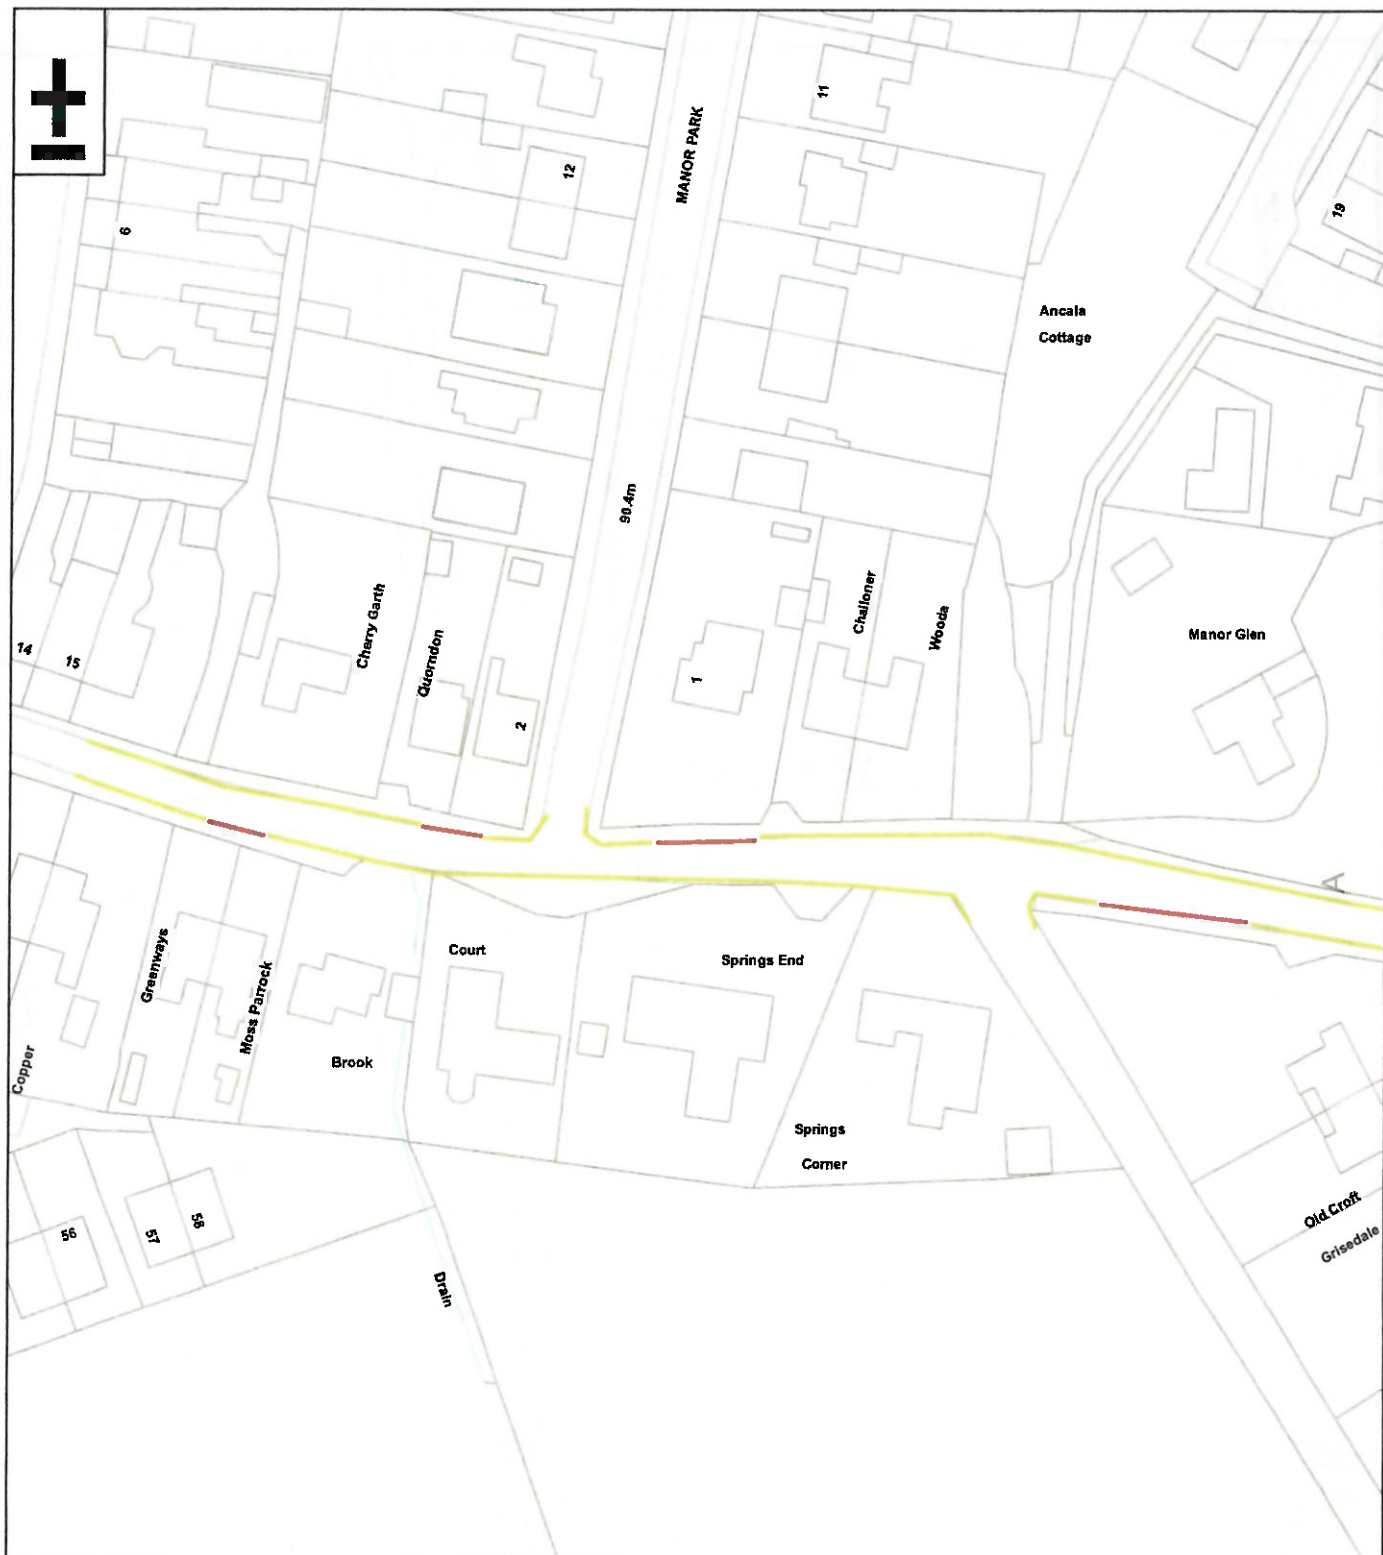 11
MANOR PARK
12
19
6
Ancala
Cottage
90.4m
Challoner
Cherry Garth
Wooda
Quorndon
Manor Glen
14
15
1
2
A
Court
Springs End
Greenways
Moss Parrock
Brook
Copper
Springs
Corner
Old Croft
Grisedale
56
57
58
Drain